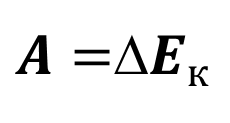 A = ΔEк